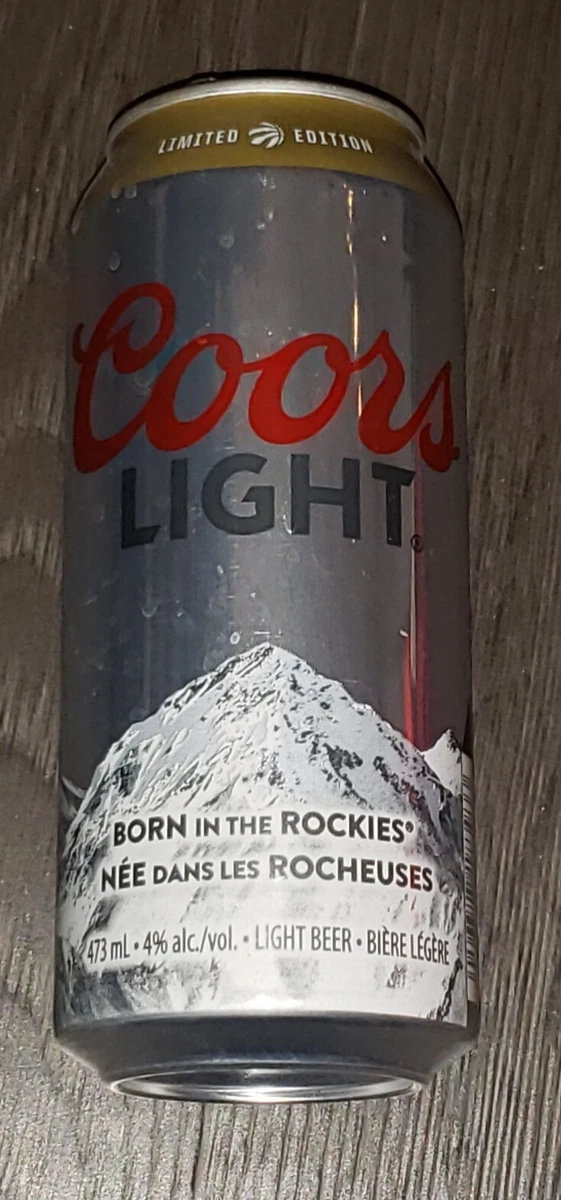 LIMITED EDITION
Coors
LIGHT®
BORN IN THE ROCKIES®
NÉE DANS LES ROCHEUSES
473 mL • 4% alc./vol. • LIGHT BEER • BIÈRE LÉGÈRE